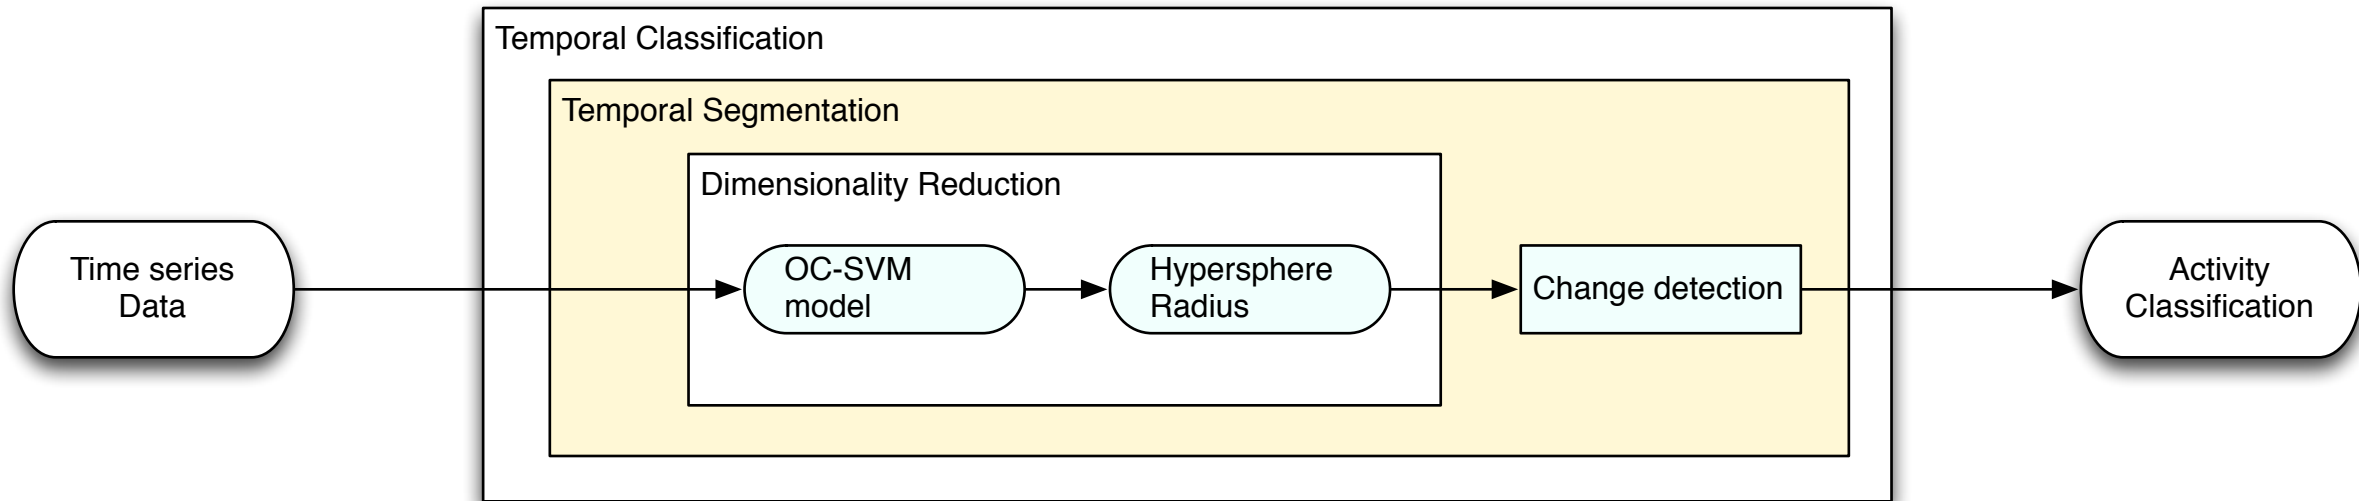 Temporal Classification
Temporal Segmentation
Dimensionality Reduction
Time series
Data
OC-SVM
model
Hypersphere
Radius
Change detection
Activity
Classification